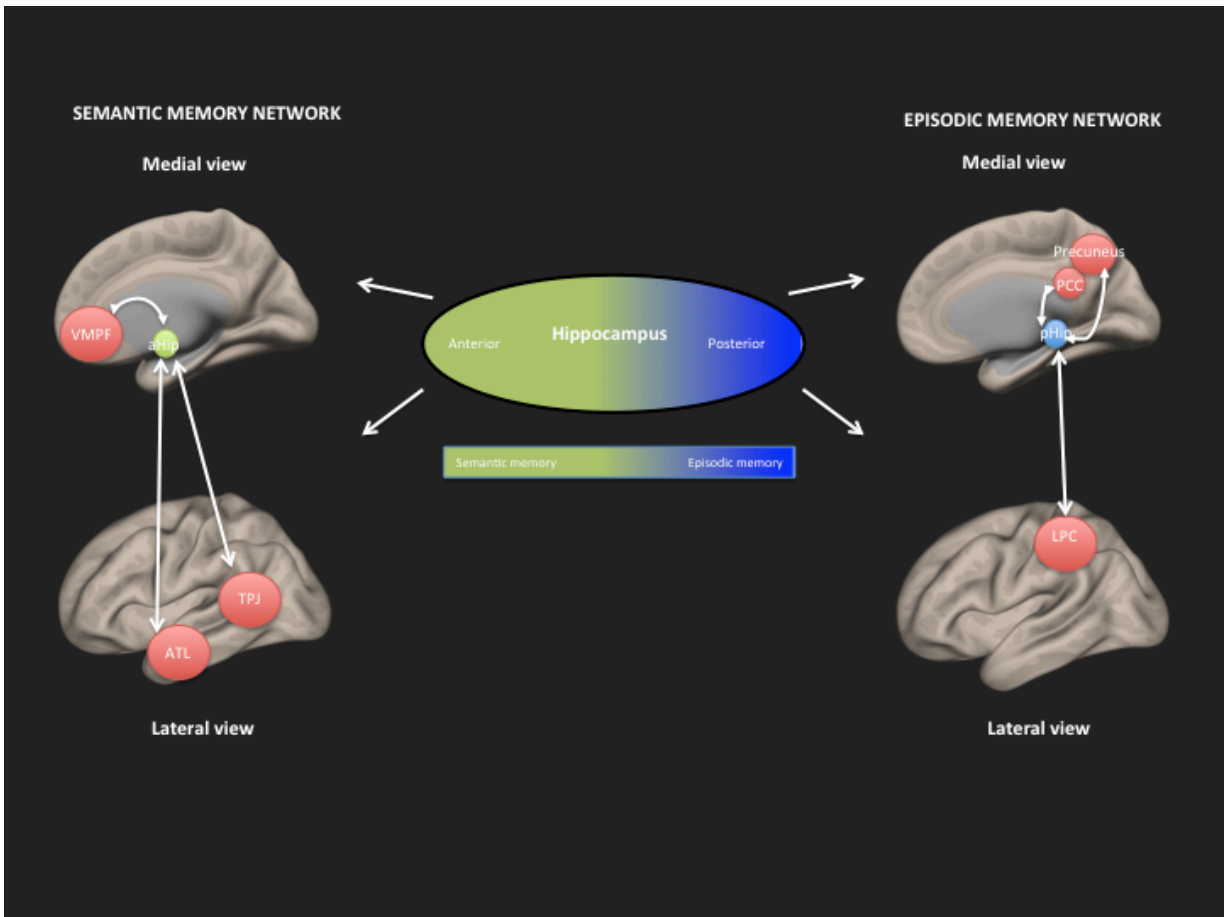 SEMANTIC MEMORY NETWORK
Medial view
VMPF
aHip
TPJ
ATL
Lateral view
Hippocampus
Anterior
Posterior
Semantic memory
Episodic memory
EPISODIC MEMORY NETWORK
Medial view
Precuneus
PCC
pHip
LPC
Lateral view